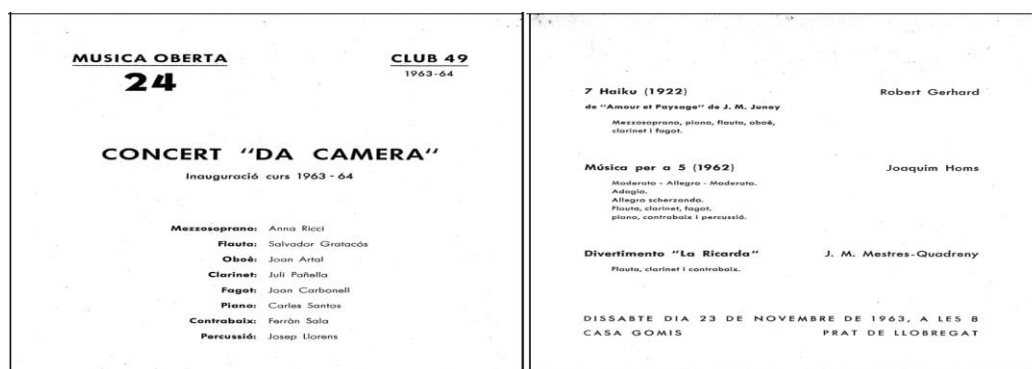 MUSICA OBERTA
24
CLUB 49
1963-64
CONCERT "DA CAMERA"
Inauguració curs 1963-64
Mezzosoprano: Anna Ricci
Flauta: Salvador Gratacós
Oboè: Joan Artal
Clarinet: Juli Pañella
Fagot: Joan Carbonell
Piano: Carles Santos
Contrabaix: Ferràn Sala
Percussió: Josep Llorens
7 Haiku (1922) Robert Gerhard
de "Amour et Paysage" de J. M. Junoy
Mezzosoprano, piano, flauta, oboè,
clarinet i fagot.
Música per a 5 (1962) Joaquim Homs
Moderato - Allegro - Moderato.
Adagio.
Allegro scherzando.
Flauta, clarinet, fagot,
piano, contrabaix i percussió.
Divertimento "La Ricarda" J. M. Mestres-Quadreny
Flauta, clarinet i contrabaix.
DISSABTE DIA 23 DE NOVEMBRE DE 1963, A LES 8
CASA GOMIS PRAT DE LLOBREGAT